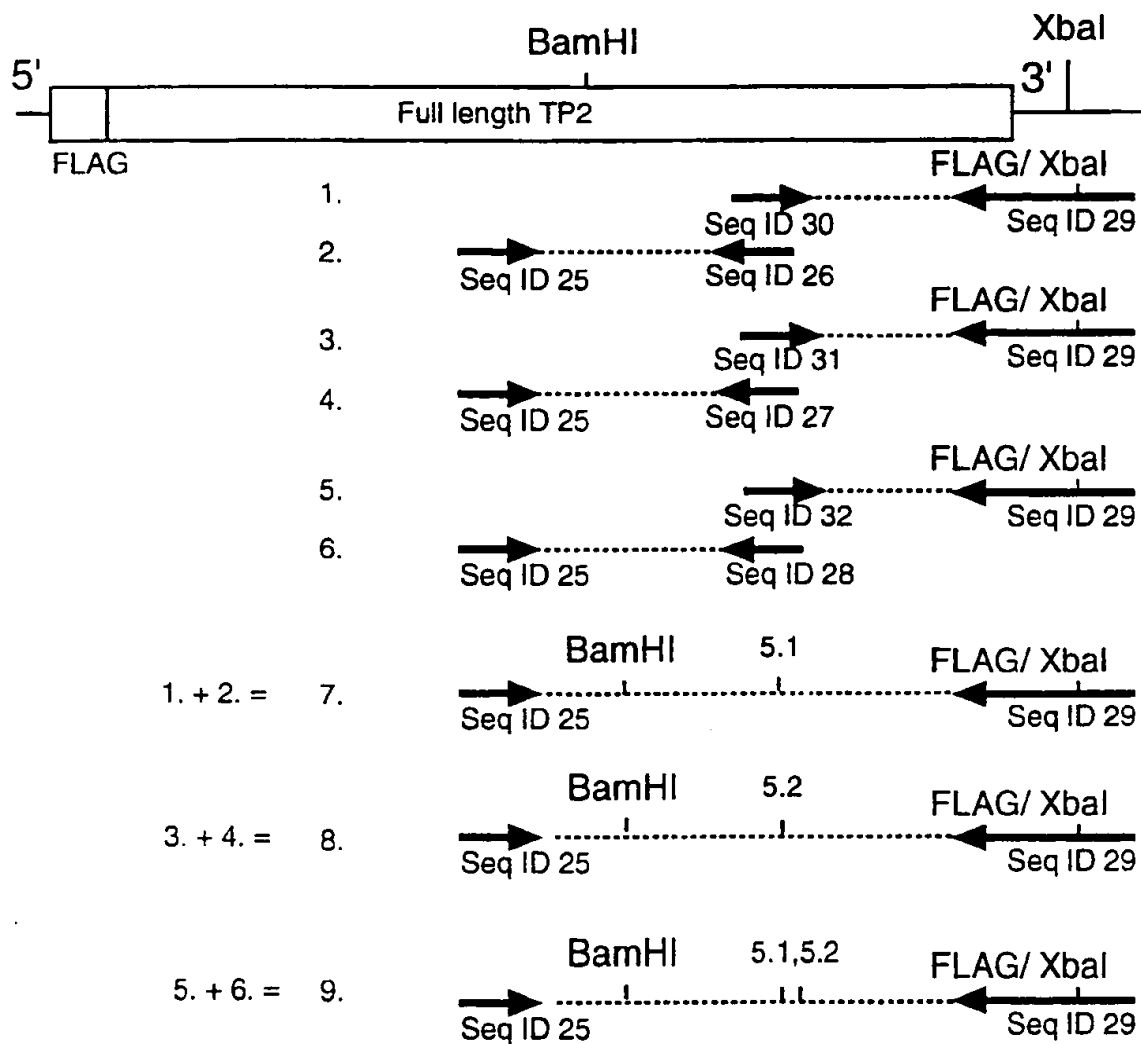 BamHI XbaI
5' 3'
Full length TP2
FLAG
FLAG/ XbaI
1.
Seq ID 30 Seq ID 29
2.
Seq ID 25 Seq ID 26
FLAG/ XbaI
3.
Seq ID 31 Seq ID 29
4.
Seq ID 25 Seq ID 27
FLAG/ XbaI
5.
Seq ID 32 Seq ID 29
6.
Seq ID 25 Seq ID 28
BamHI 5.1 FLAG/ XbaI
1. + 2. = 7.
Seq ID 25 Seq ID 29
BamHI 5.2 FLAG/ XbaI
3. + 4. = 8.
Seq ID 25 Seq ID 29
BamHI 5.1,5.2 FLAG/ XbaI
5. + 6. = 9.
Seq ID 25 Seq ID 29